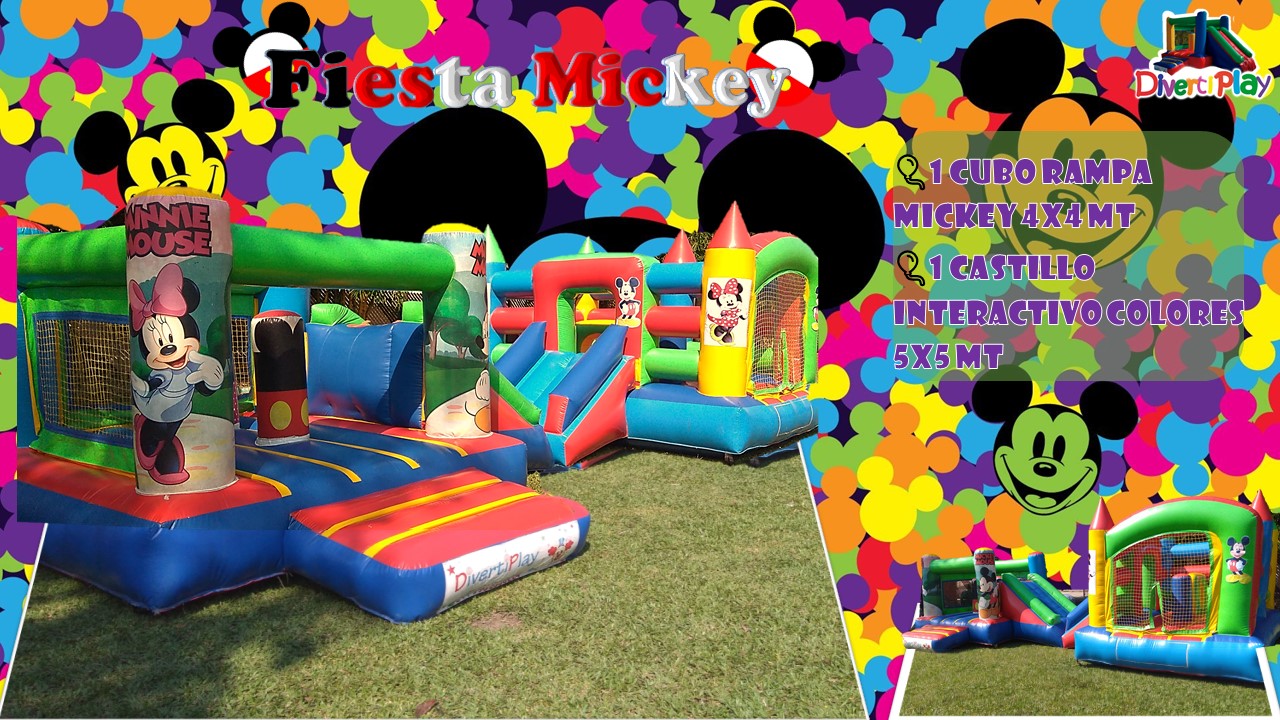 Fiesta Mickey
DivertiPlay
1 CUBO RAMPA
MICKEY 4X4 MT
1 CASTILLO
INTERACTIVO COLORES
5X5 MT
MINNIE
MOUSE
DivertiPlay